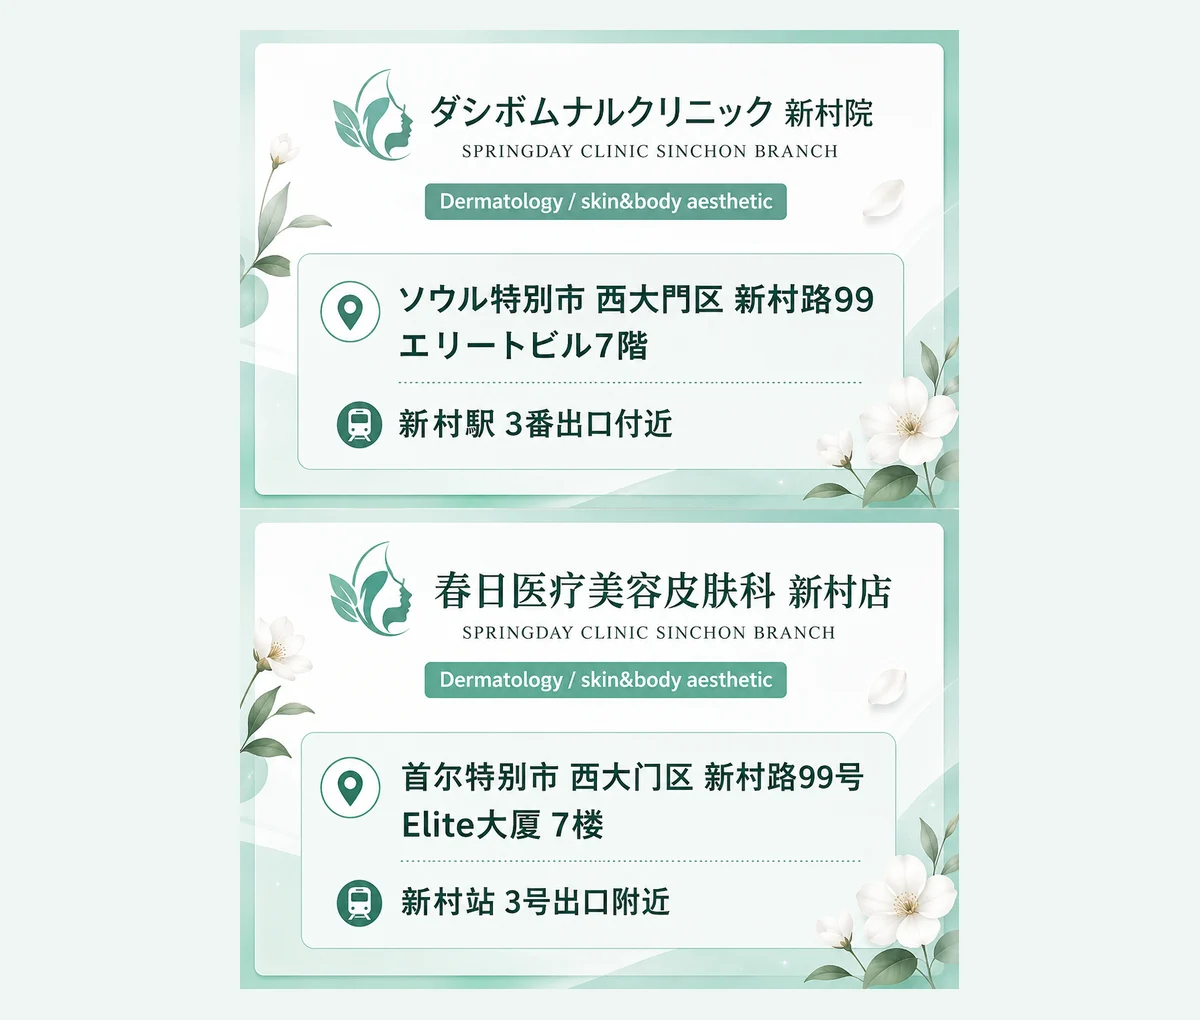 ダシボムナルクリニック 新村院
SPRINGDAY CLINIC SINCHON BRANCH
Dermatology / skin&body aesthetic
ソウル特別市 西大門区 新村路99
エリートビル7階
新村駅 3番出口付近
春日医疗美容皮肤科 新村店
SPRINGDAY CLINIC SINCHON BRANCH
Dermatology / skin&body aesthetic
首尔特别市 西大门区 新村路99号
Elite大厦 7楼
新村站 3号出口附近